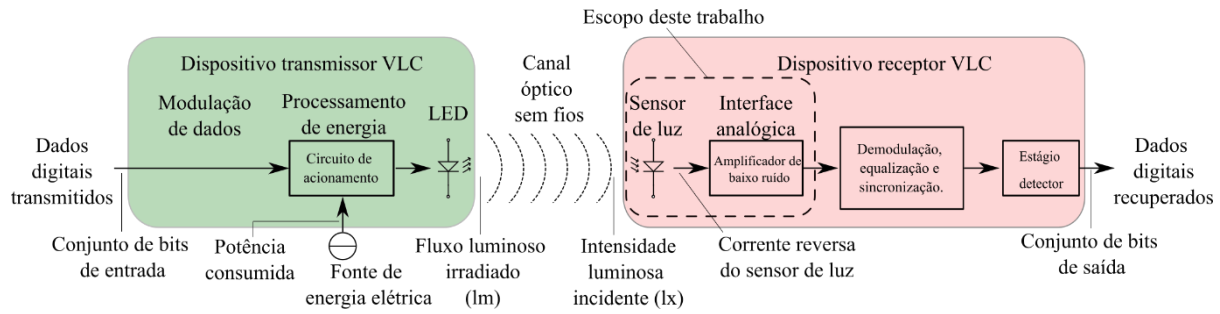 Escopo deste trabalho
Dispositivo transmissor VLC
Modulação
de dados
Processamento
de energia
LED
Circuito de
acionamento
Dados
digitais
transmitidos
Conjunto de bits
de entrada
Potência
consumida
Fonte de
energia elétrica
Fluxo luminoso
irradiado
(lm)
Canal
óptico
sem fios
Intensidade
luminosa
incidente (lx)
Dispositivo receptor VLC
Sensor
de luz
Interface
analógica
Amplificador de
baixo ruído
Corrente reversa
do sensor de luz
Demodulação,
equalização e
sincronização.
Estágio
detector
Conjunto de bits
de saída
Dados
digitais
recuperados